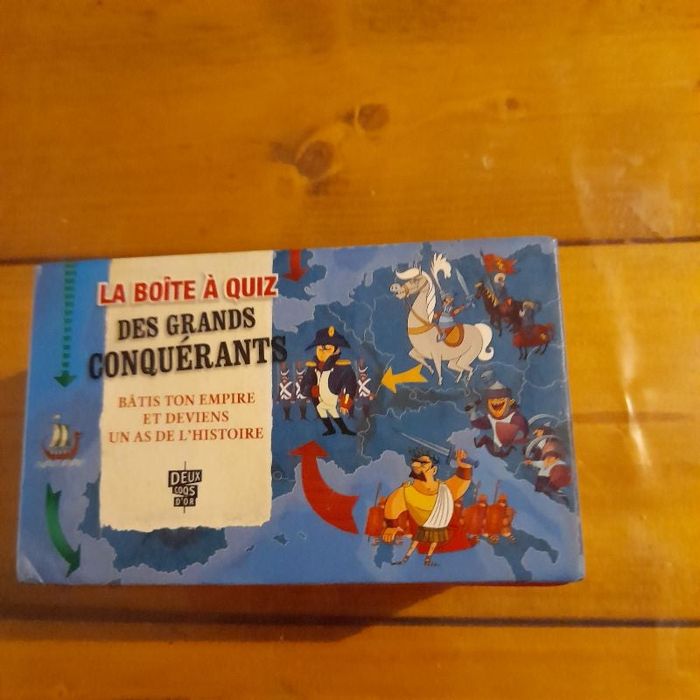 LA BOÎTE À QUIZ
DES GRANDS
CONQUÉRANTS
BÂTIS TON EMPIRE
ET DEVIENS
UN AS DE L'HISTOIRE
DEUX
COQS
D'OR